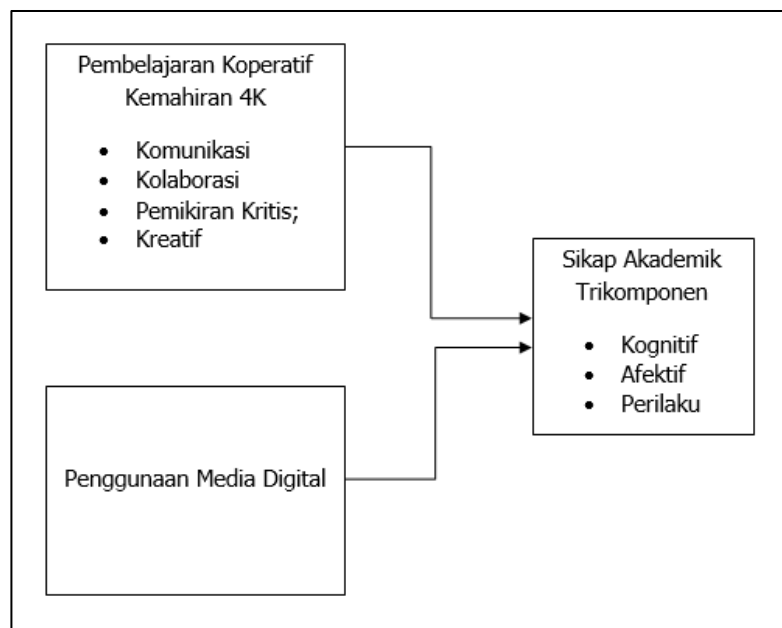 Pembelajaran Koperatif
Kemahiran 4K
• Komunikasi
• Kolaborasi
• Pemikiran Kritis;
• Kreatif
Sikap Akademik
Trikomponen
• Kognitif
• Afektif
• Perilaku
Penggunaan Media Digital